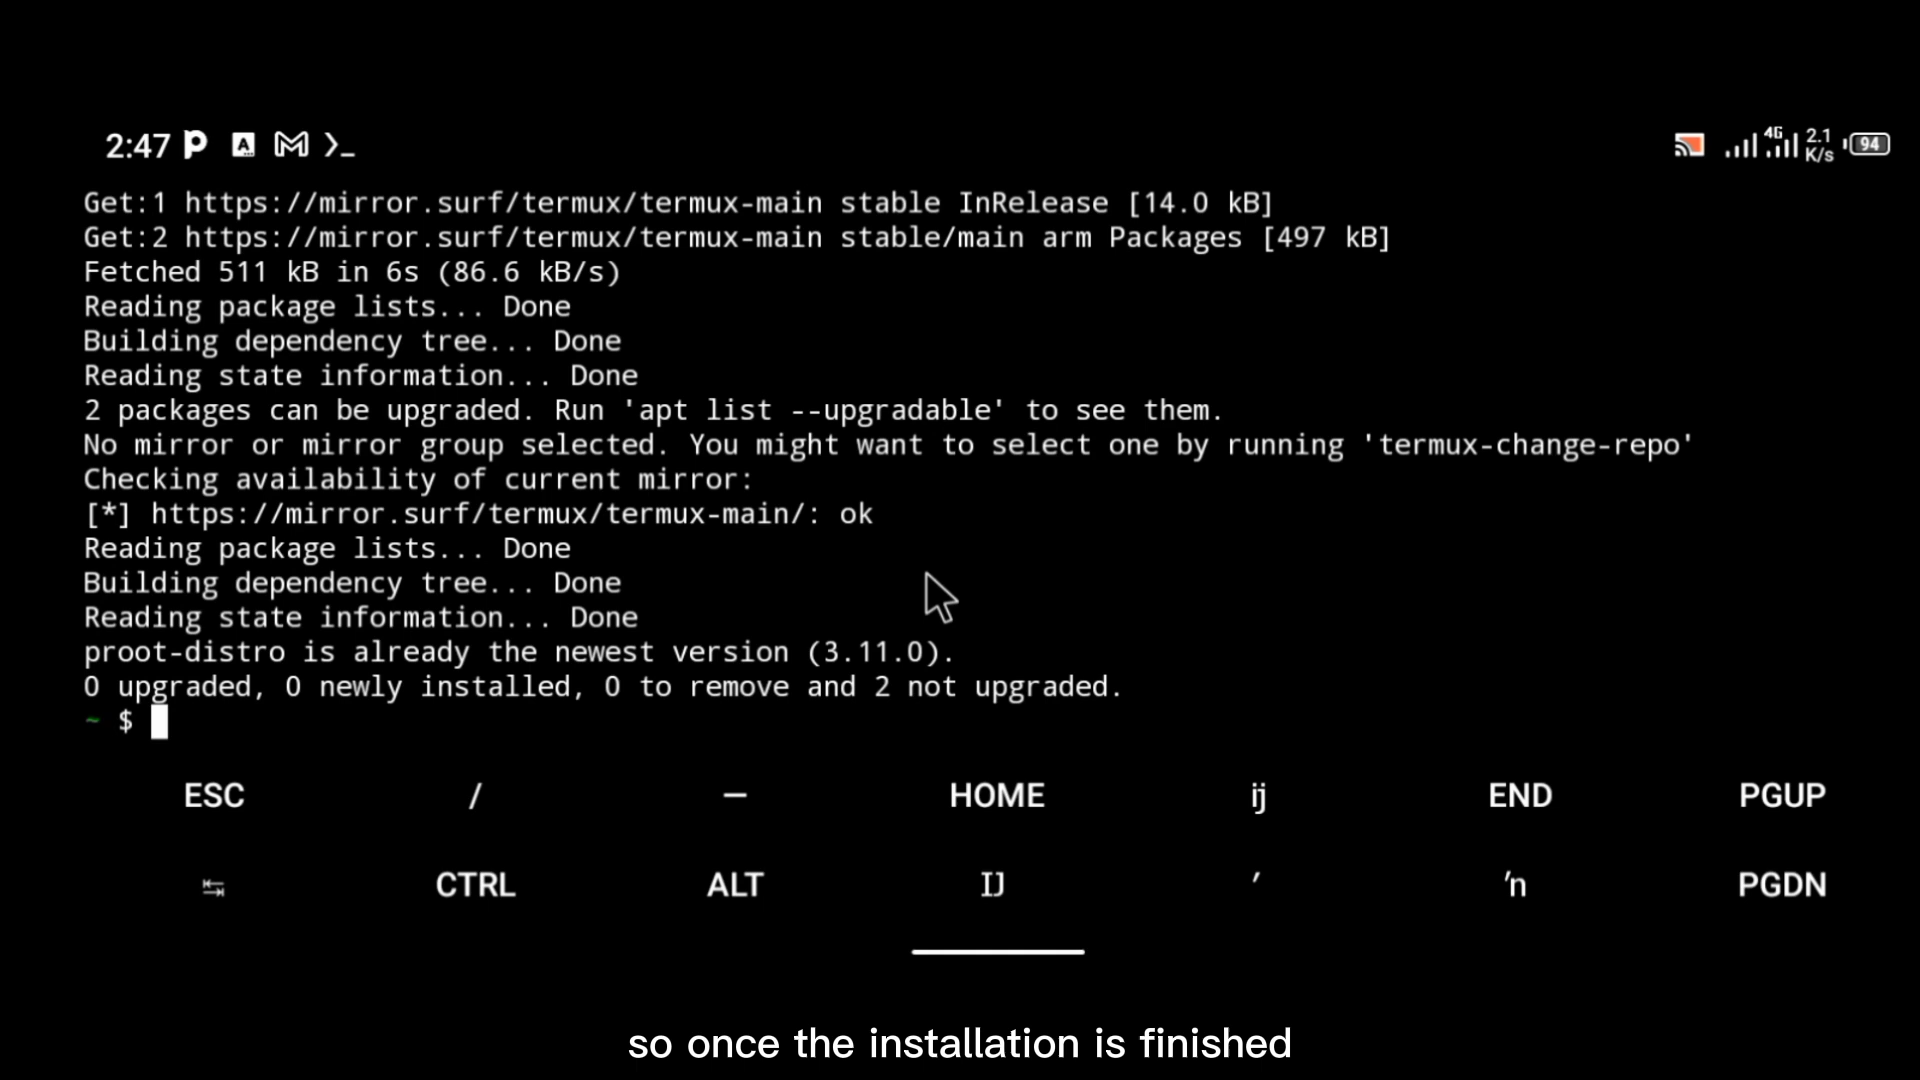 2:47 4G 2.1 K/s 94
Get:1 https://mirror.surf/termux/termux-main stable InRelease [14.0 kB]
Get:2 https://mirror.surf/termux/termux-main stable/main arm Packages [497 kB]
Fetched 511 kB in 6s (86.6 kB/s)
Reading package lists... Done
Building dependency tree... Done
Reading state information... Done
2 packages can be upgraded. Run 'apt list --upgradable' to see them.
No mirror or mirror group selected. You might want to select one by running 'termux-change-repo'
Checking availability of current mirror:
[*] https://mirror.surf/termux/termux-main/: ok
Reading package lists... Done
Building dependency tree... Done
Reading state information... Done
proot-distro is already the newest version (3.11.0).
0 upgraded, 0 newly installed, 0 to remove and 2 not upgraded.
~ $
ESC / — HOME ĳ END PGUP
CTRL ALT Ĳ ′ ŉ PGDN
so once the installation is finished